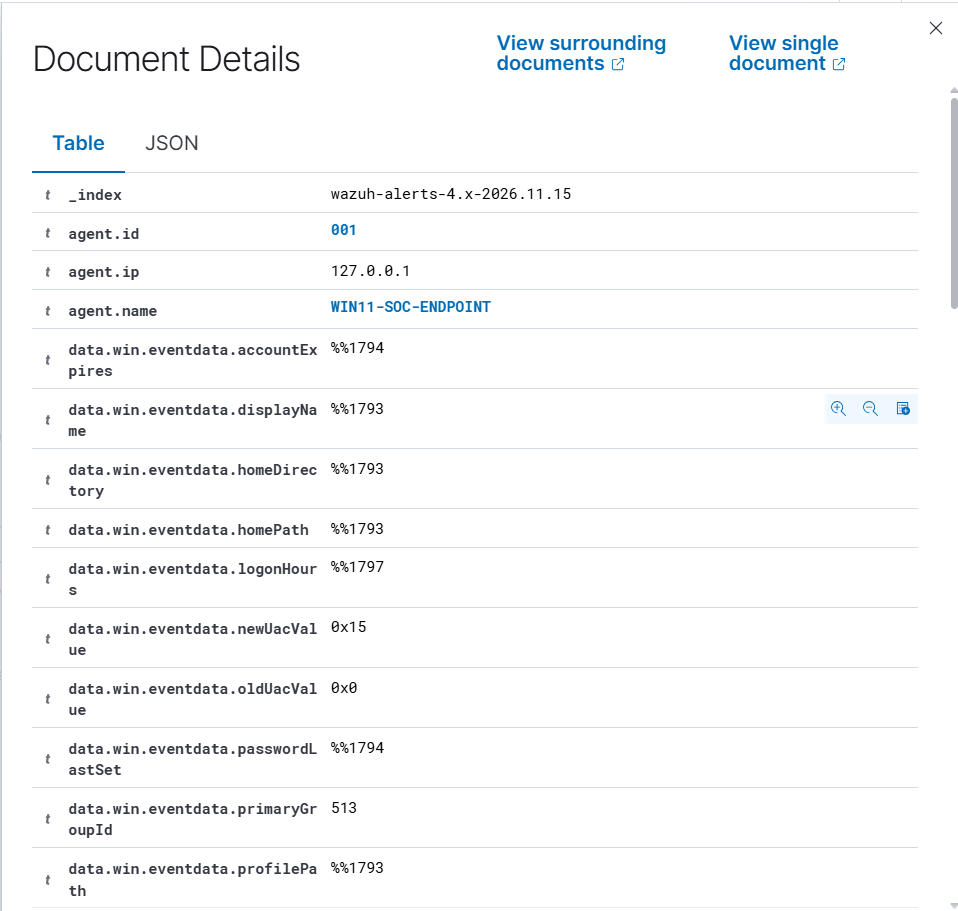 Document Details
View surrounding
documents
View single
document
Table
JSON
t _index wazuh-alerts-4.x-2026.11.15
t agent.id 001
t agent.ip 127.0.0.1
t agent.name WIN11-SOC-ENDPOINT
t data.win.eventdata.accountEx %%1794
pires
t data.win.eventdata.displayNa %%1793
me
t data.win.eventdata.homeDirec %%1793
tory
t data.win.eventdata.homePath %%1793
t data.win.eventdata.logonHour %%1797
s
t data.win.eventdata.newUacVal 0x15
ue
t data.win.eventdata.oldUacVal 0x0
ue
t data.win.eventdata.passwordL %%1794
astSet
t data.win.eventdata.primaryGr 513
oupId
t data.win.eventdata.profilePa %%1793
th